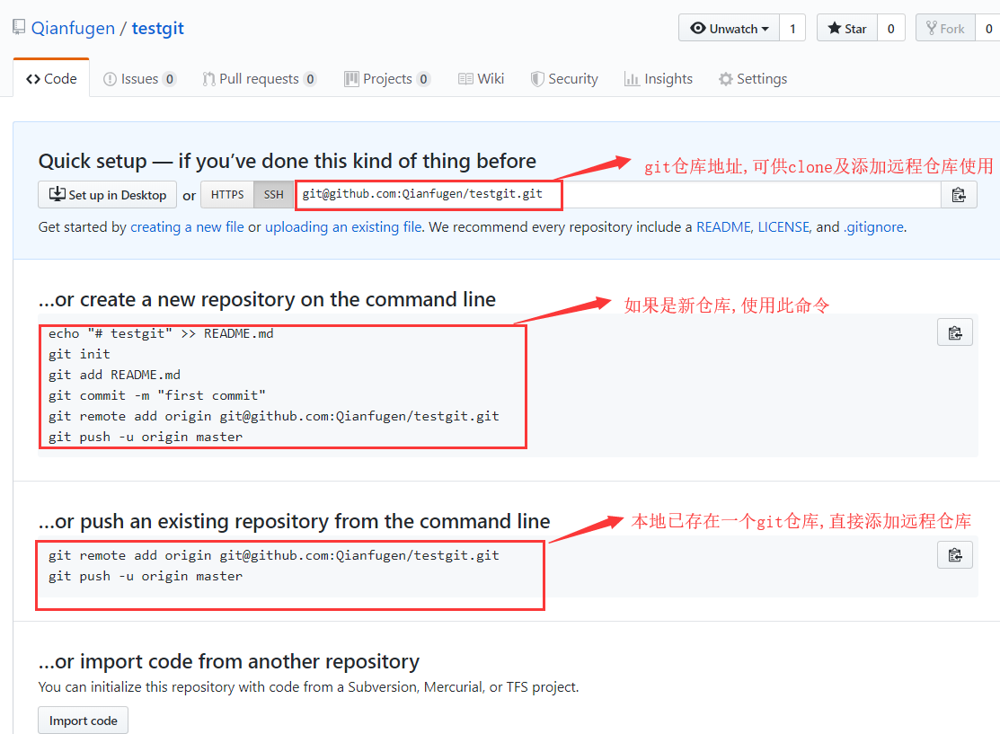 Qianfugen / testgit
Unwatch 1 Star 0 Fork 0
Code Issues 0 Pull requests 0 Projects 0 Wiki Security Insights Settings
Quick setup — if you’ve done this kind of thing before
git仓库地址,可供clone及添加远程仓库使用
Set up in Desktop or HTTPS SSH git@github.com:Qianfugen/testgit.git
Get started by creating a new file or uploading an existing file. We recommend every repository include a README, LICENSE, and .gitignore.
…or create a new repository on the command line
如果是新仓库,使用此命令
echo "# testgit" >> README.md
git init
git add README.md
git commit -m "first commit"
git remote add origin git@github.com:Qianfugen/testgit.git
git push -u origin master
…or push an existing repository from the command line
本地已存在一个git仓库,直接添加远程仓库
git remote add origin git@github.com:Qianfugen/testgit.git
git push -u origin master
…or import code from another repository
You can initialize this repository with code from a Subversion, Mercurial, or TFS project.
Import code